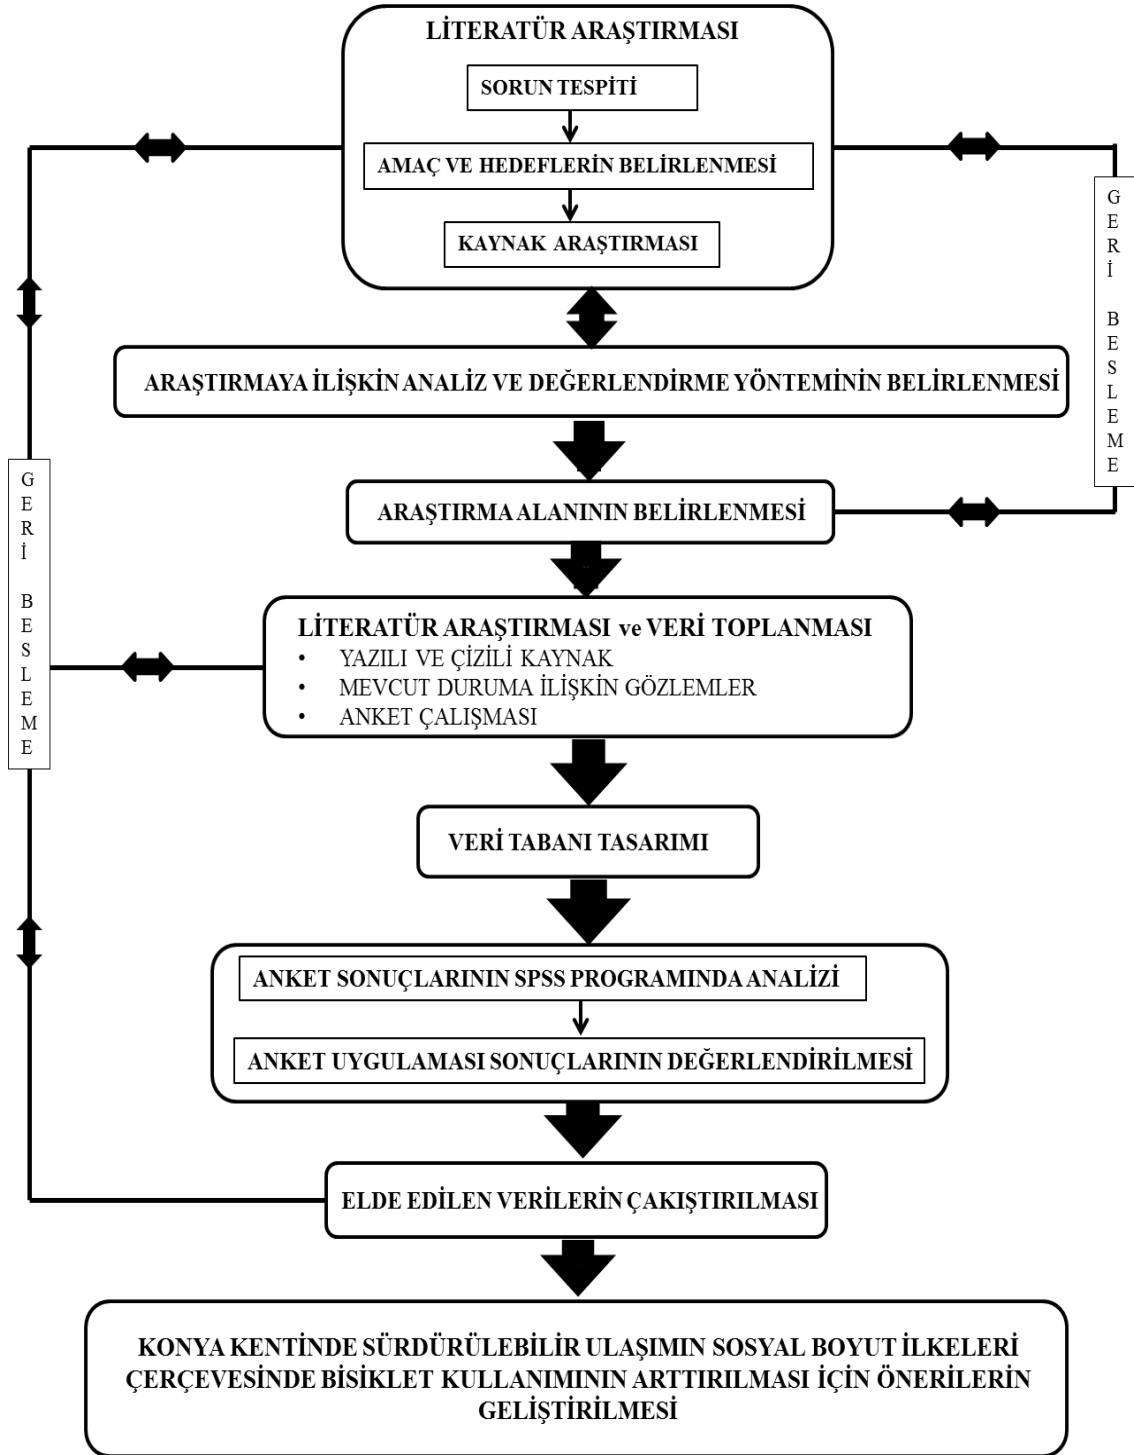 LİTERATÜR ARAŞTIRMASI
SORUN TESPİTİ
AMAÇ VE HEDEFLERİN BELİRLENMESİ
KAYNAK ARAŞTIRMASI
GERİ BESLEME
ARAŞTIRMAYA İLİŞKİN ANALİZ VE DEĞERLENDİRME YÖNTEMİNİN BELİRLENMESİ
ARAŞTIRMA ALANININ BELİRLENMESİ
GERİ BESLEME
LİTERATÜR ARAŞTIRMASI ve VERİ TOPLANMASI
• YAZILI VE ÇİZİLİ KAYNAK
• MEVCUT DURUMA İLİŞKİN GÖZLEMLER
• ANKET ÇALIŞMASI
VERİ TABANI TASARIMI
ANKET SONUÇLARININ SPSS PROGRAMINDA ANALİZİ
ANKET UYGULAMASI SONUÇLARININ DEĞERLENDİRİLMESİ
ELDE EDİLEN VERİLERİN ÇAKIŞTIRILMASI
KONYA KENTİNDE SÜRDÜRÜLEBİLİR ULAŞIMIN SOSYAL BOYUT İLKELERİ
ÇERÇEVESİNDE BİSİKLET KULLANIMININ ARTTIRILMASI İÇİN ÖNERİLERİN
GELİŞTİRİLMESİ